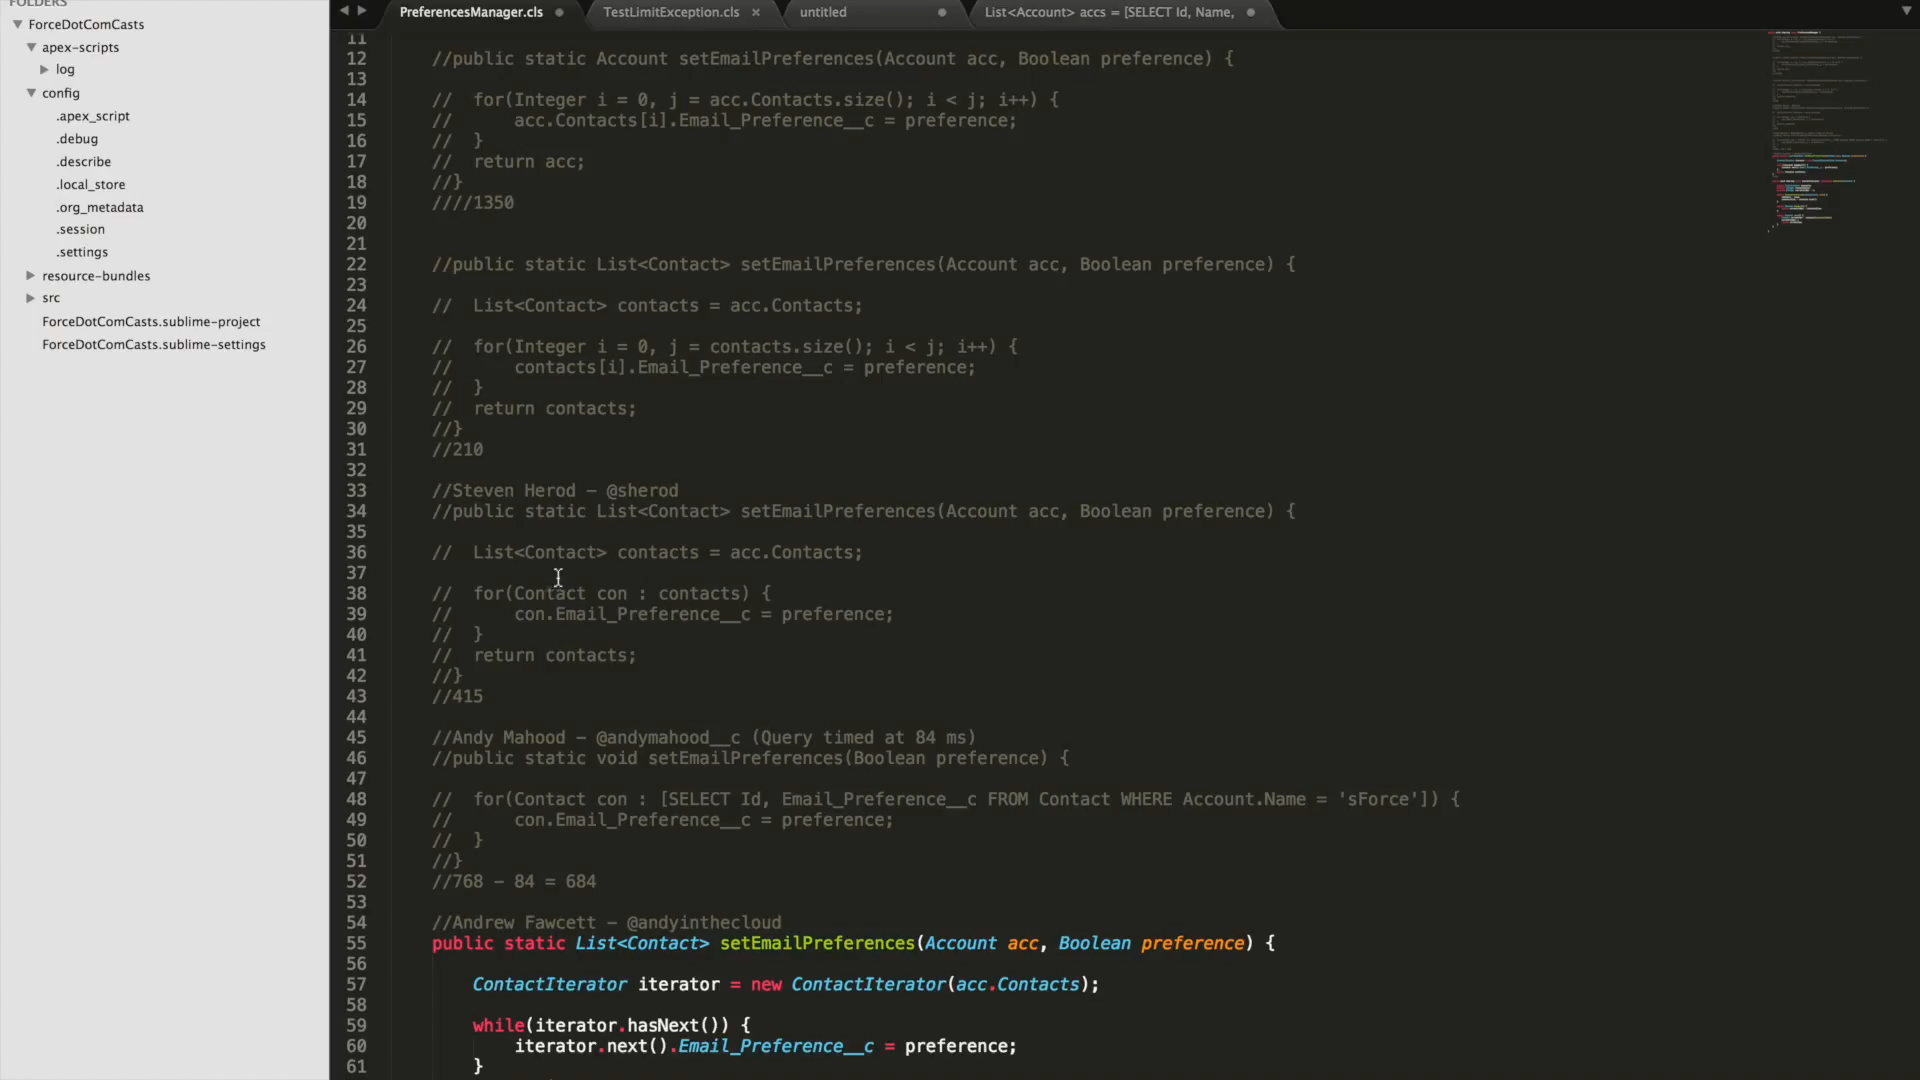 FOLDERS
ForceDotComCasts
apex-scripts
log
config
.apex_script
.debug
.describe
.local_store
.org_metadata
.session
.settings
resource-bundles
src
ForceDotComCasts.sublime-project
ForceDotComCasts.sublime-settings
PreferencesManager.cls
TestLimitException.cls
untitled
List<Account> accs = [SELECT Id, Name,
11
12 //public static Account setEmailPreferences(Account acc, Boolean preference) {
13
14 // for(Integer i = 0, j = acc.Contacts.size(); i < j; i++) {
15 // acc.Contacts[i].Email_Preference__c = preference;
16 // }
17 // return acc;
18 //}
19 ////1350
20
21
22 //public static List<Contact> setEmailPreferences(Account acc, Boolean preference) {
23
24 // List<Contact> contacts = acc.Contacts;
25
26 // for(Integer i = 0, j = contacts.size(); i < j; i++) {
27 // contacts[i].Email_Preference__c = preference;
28 // }
29 // return contacts;
30 //}
31 //210
32
33 //Steven Herod - @sherod
34 //public static List<Contact> setEmailPreferences(Account acc, Boolean preference) {
35
36 // List<Contact> contacts = acc.Contacts;
37
38 // for(Contact con : contacts) {
39 // con.Email_Preference__c = preference;
40 // }
41 // return contacts;
42 //}
43 //415
44
45 //Andy Mahood - @andymahood__c (Query timed at 84 ms)
46 //public static void setEmailPreferences(Boolean preference) {
47
48 // for(Contact con : [SELECT Id, Email_Preference__c FROM Contact WHERE Account.Name = 'sForce']) {
49 // con.Email_Preference__c = preference;
50 // }
51 //}
52 //768 - 84 = 684
53
54 //Andrew Fawcett - @andyinthecloud
55 public static List<Contact> setEmailPreferences(Account acc, Boolean preference) {
56
57 ContactIterator iterator = new ContactIterator(acc.Contacts);
58
59 while(iterator.hasNext()) {
60 iterator.next().Email_Preference__c = preference;
61 }